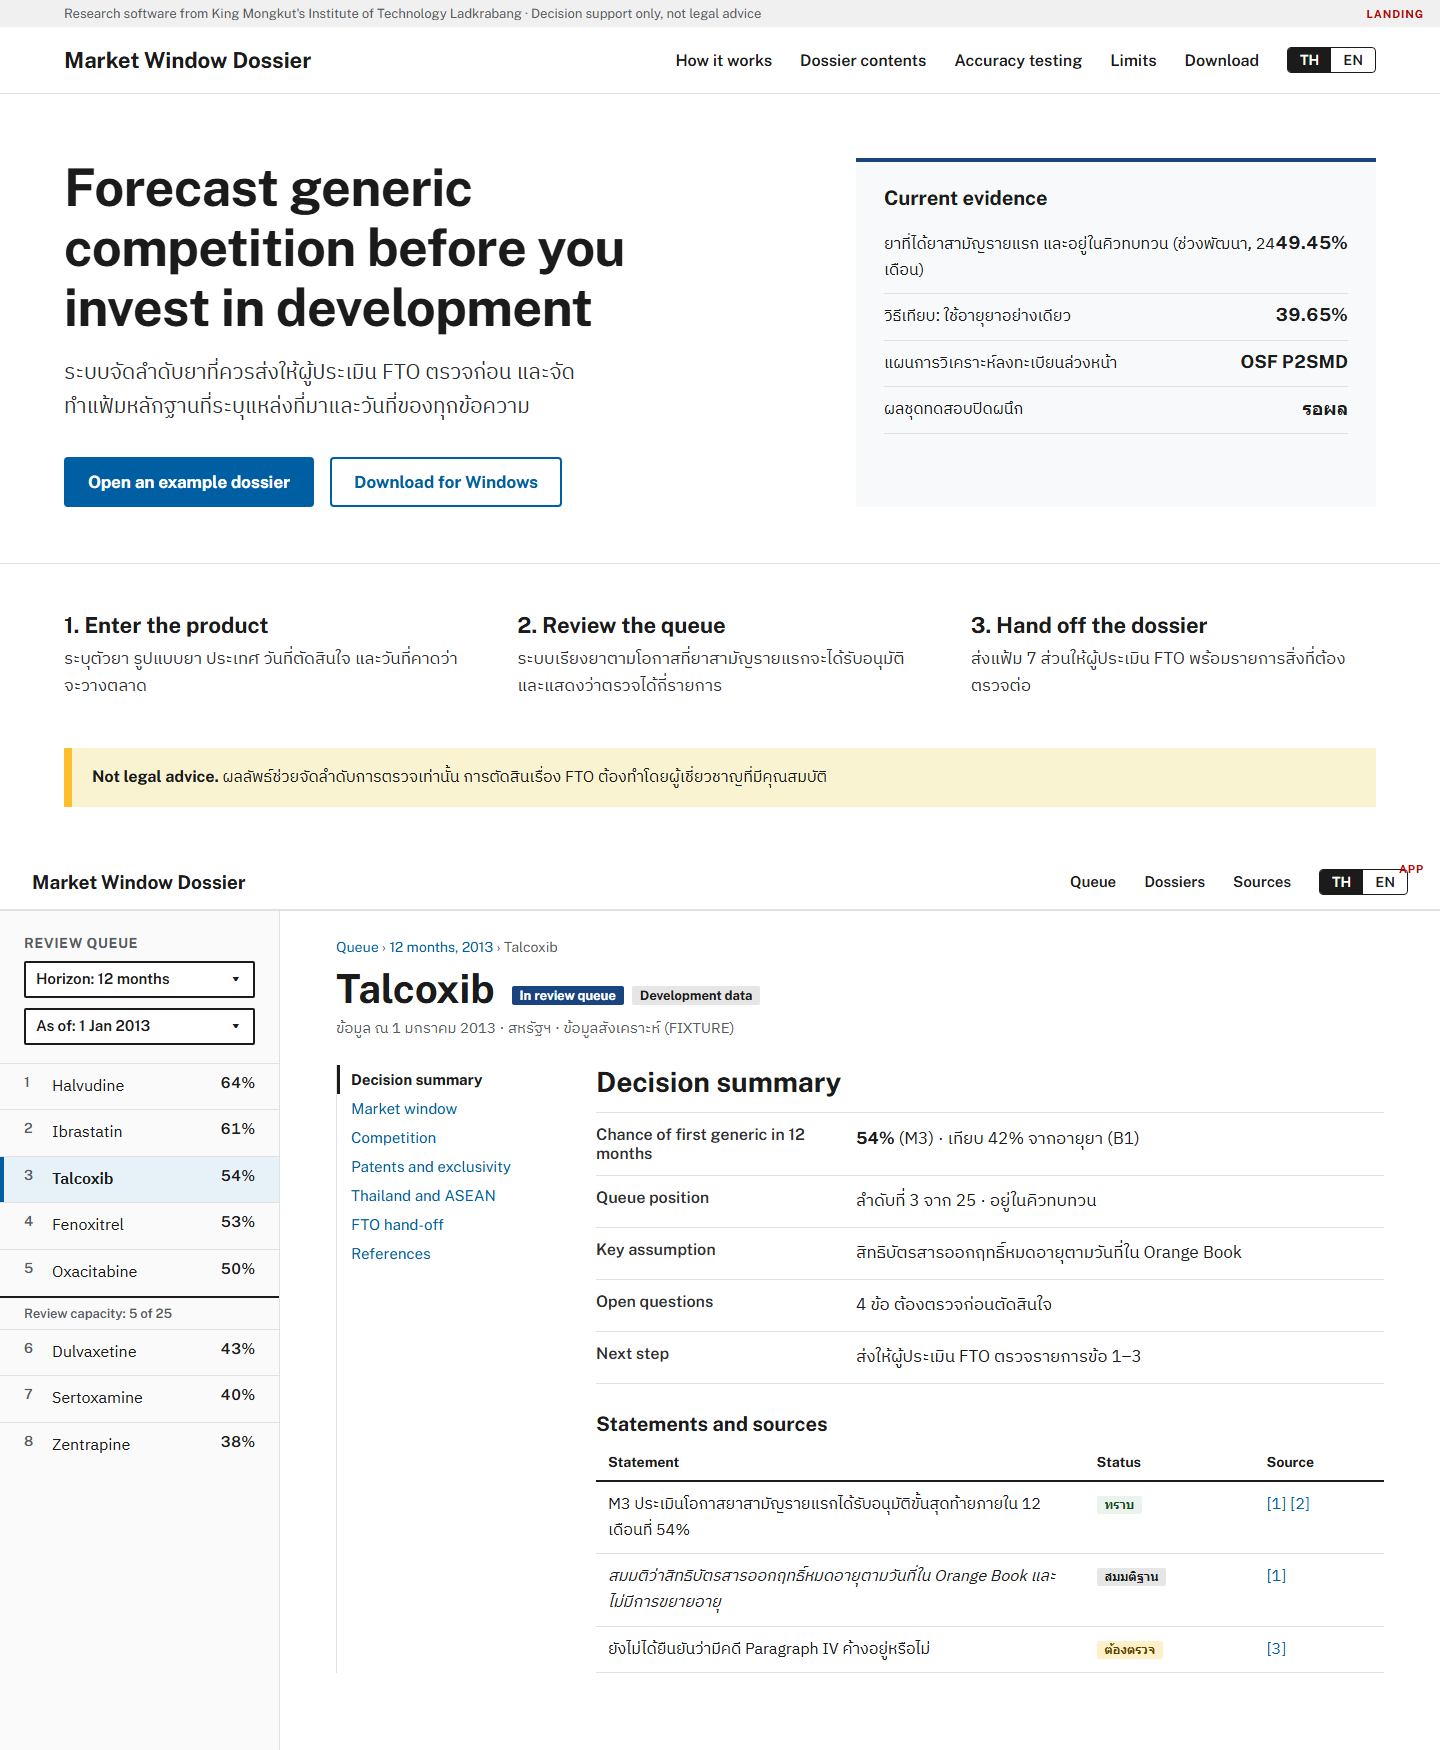 Research software from King Mongkut's Institute of Technology Ladkrabang · Decision support only, not legal advice
LANDING
Market Window Dossier
How it works
Dossier contents
Accuracy testing
Limits
Download
TH
EN
Forecast generic
competition before you
invest in development
ระบบจัดลำดับยาที่ควรส่งให้ผู้ประเมิน FTO ตรวจก่อน และจัด
ทำแฟ้มหลักฐานที่ระบุแหล่งที่มาและวันที่ของทุกข้อความ
Open an example dossier
Download for Windows
Current evidence
ยาที่ได้ยาสามัญรายแรก และอยู่ในคิวทบทวน (ช่วงพัฒนา, 24
เดือน)
49.45%
วิธีเทียบ: ใช้อายุยาอย่างเดียว
39.65%
แผนการวิเคราะห์ลงทะเบียนล่วงหน้า
OSF P2SMD
ผลชุดทดสอบปิดผนึก
รอผล
1. Enter the product
ระบุตัวยา รูปแบบยา ประเทศ วันที่ตัดสินใจ และวันที่คาดว่า
จะวางตลาด
2. Review the queue
ระบบเรียงยาตามโอกาสที่ยาสามัญรายแรกจะได้รับอนุมัติ
และแสดงว่าตรวจได้กี่รายการ
3. Hand off the dossier
ส่งแฟ้ม 7 ส่วนให้ผู้ประเมิน FTO พร้อมรายการสิ่งที่ต้อง
ตรวจต่อ
Not legal advice. ผลลัพธ์ช่วยจัดลำดับการตรวจเท่านั้น การตัดสินเรื่อง FTO ต้องทำโดยผู้เชี่ยวชาญที่มีคุณสมบัติ
Market Window Dossier
Queue
Dossiers
Sources
TH
EN
APP
REVIEW QUEUE
Horizon: 12 months
As of: 1 Jan 2013
1 Halvudine 64%
2 Ibrastatin 61%
3 Talcoxib 54%
4 Fenoxitrel 53%
5 Oxacitabine 50%
Review capacity: 5 of 25
6 Dulvaxetine 43%
7 Sertoxamine 40%
8 Zentrapine 38%
Queue › 12 months, 2013 › Talcoxib
Talcoxib
In review queue
Development data
ข้อมูล ณ 1 มกราคม 2013 · สหรัฐฯ · ข้อมูลสังเคราะห์ (FIXTURE)
Decision summary
Market window
Competition
Patents and exclusivity
Thailand and ASEAN
FTO hand-off
References
Decision summary
Chance of first generic in 12
months
54% (M3) · เทียบ 42% จากอายุยา (B1)
Queue position
ลำดับที่ 3 จาก 25 · อยู่ในคิวทบทวน
Key assumption
สิทธิบัตรสารออกฤทธิ์หมดอายุตามวันที่ใน Orange Book
Open questions
4 ข้อ ต้องตรวจก่อนตัดสินใจ
Next step
ส่งให้ผู้ประเมิน FTO ตรวจรายการข้อ 1–3
Statements and sources
Statement
Status
Source
M3 ประเมินโอกาสยาสามัญรายแรกได้รับอนุมัติขั้นสุดท้ายภายใน 12
เดือนที่ 54%
ทราบ
[1] [2]
สมมติว่าสิทธิบัตรสารออกฤทธิ์หมดอายุตามวันที่ใน Orange Book และ
ไม่มีการขยายอายุ
สมมติฐาน
[1]
ยังไม่ได้ยืนยันว่ามีคดี Paragraph IV ค้างอยู่หรือไม่
ต้องตรวจ
[3]